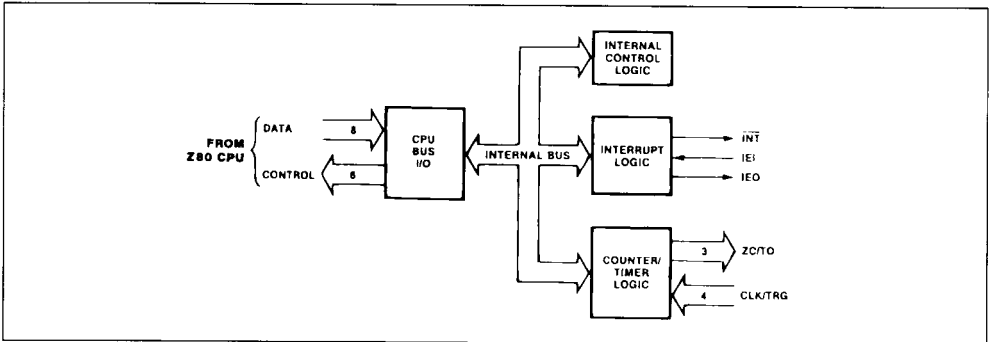 FROM
Z80 CPU
DATA
8
CONTROL
6
CPU
BUS
I/O
INTERNAL BUS
INTERNAL
CONTROL
LOGIC
INTERRUPT
LOGIC
INT
IEI
IEO
COUNTER/
TIMER
LOGIC
3
ZC/TO
4
CLK/TRG